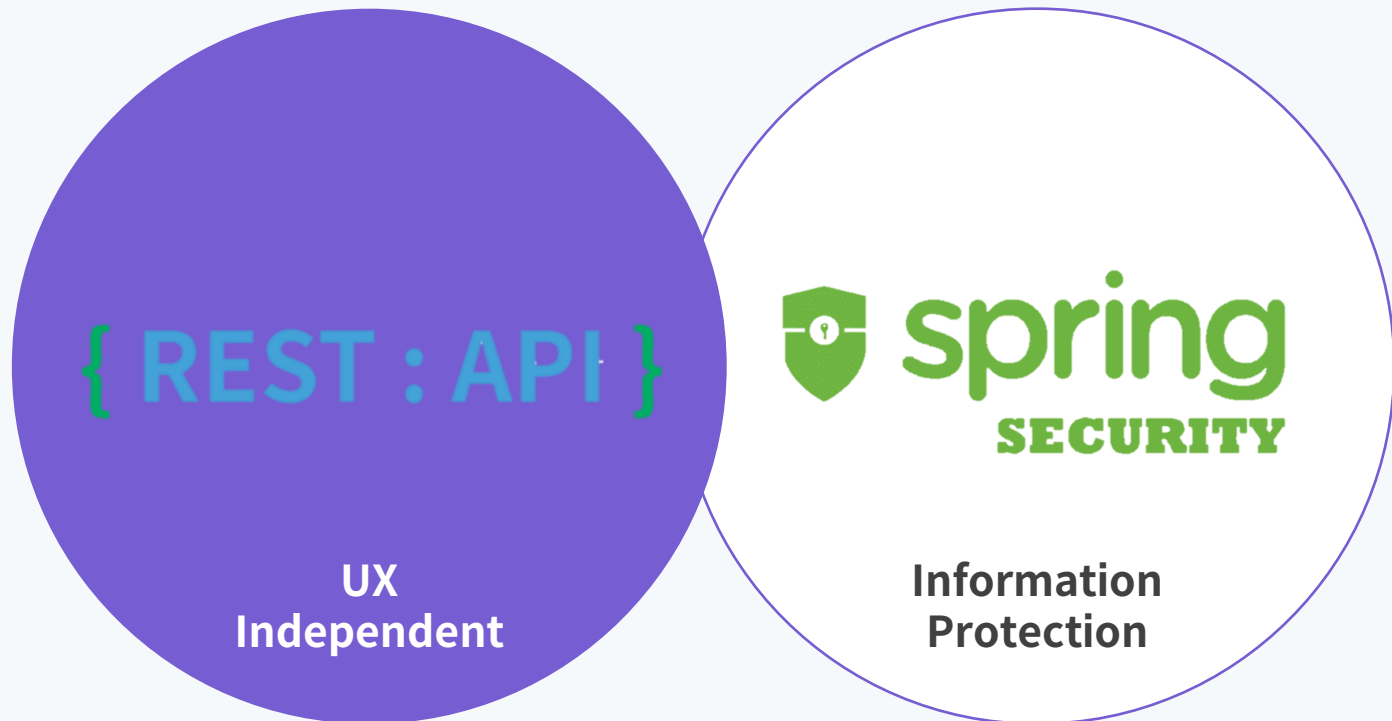 { REST : API }
UX
Independent
spring
SECURITY
Information
Protection